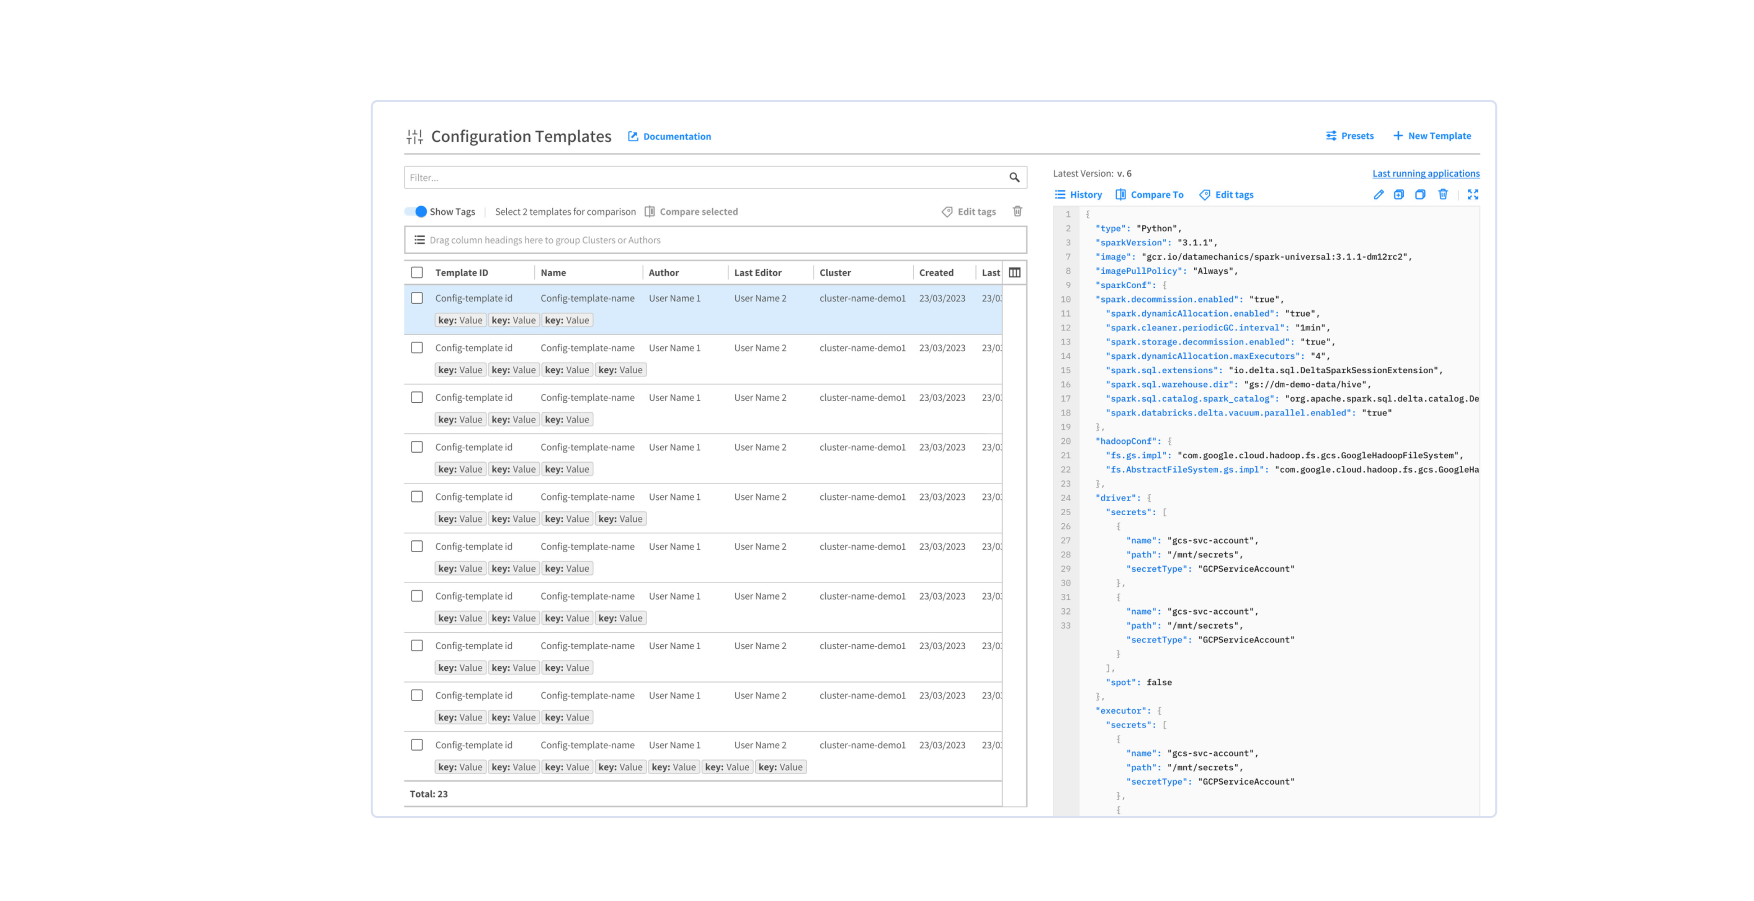 Configuration Templates
Documentation
Presets
New Template
Filter...
Show Tags
Select 2 templates for comparison
Compare selected
Edit tags
Drag column headings here to group Clusters or Authors
Template ID Name Author Last Editor Cluster Created Last
Config-template id Config-template-name User Name 1 User Name 2 cluster-name-demo1 23/03/2023 23/0
key: Value key: Value key: Value
Config-template id Config-template-name User Name 1 User Name 2 cluster-name-demo1 23/03/2023 23/0
key: Value key: Value key: Value key: Value
Config-template id Config-template-name User Name 1 User Name 2 cluster-name-demo1 23/03/2023 23/0
key: Value key: Value key: Value
Config-template id Config-template-name User Name 1 User Name 2 cluster-name-demo1 23/03/2023 23/0
key: Value key: Value key: Value
Config-template id Config-template-name User Name 1 User Name 2 cluster-name-demo1 23/03/2023 23/0
key: Value key: Value key: Value key: Value
Config-template id Config-template-name User Name 1 User Name 2 cluster-name-demo1 23/03/2023 23/0
key: Value key: Value key: Value
Config-template id Config-template-name User Name 1 User Name 2 cluster-name-demo1 23/03/2023 23/0
key: Value key: Value key: Value key: Value
Config-template id Config-template-name User Name 1 User Name 2 cluster-name-demo1 23/03/2023 23/0
key: Value key: Value key: Value
Config-template id Config-template-name User Name 1 User Name 2 cluster-name-demo1 23/03/2023 23/0
key: Value key: Value key: Value
Config-template id Config-template-name User Name 1 User Name 2 cluster-name-demo1 23/03/2023 23/0
key: Value key: Value key: Value key: Value key: Value key: Value key: Value
Total: 23
Latest Version: v. 6
Last running applications
History
Compare To
Edit tags
1 {
2 "type": "Python",
3 "sparkVersion": "3.1.1",
7 "image": "gcr.io/datamechanics/spark-universal:3.1.1-dm12rc2",
8 "imagePullPolicy": "Always",
9 "sparkConf": {
10 "spark.decommission.enabled": "true",
11 "spark.dynamicAllocation.enabled": "true",
12 "spark.cleaner.periodicGC.interval": "1min",
13 "spark.storage.decommission.enabled": "true",
14 "spark.dynamicAllocation.maxExecutors": "4",
15 "spark.sql.extensions": "io.delta.sql.DeltaSparkSessionExtension",
16 "spark.sql.warehouse.dir": "gs://dm-demo-data/hive",
17 "spark.sql.catalog.spark_catalog": "org.apache.spark.sql.delta.catalog.De
18 "spark.databricks.delta.vacuum.parallel.enabled": "true"
19 },
20 "hadoopConf": {
21 "fs.gs.impl": "com.google.cloud.hadoop.fs.gcs.GoogleHadoopFileSystem",
22 "fs.AbstractFileSystem.gs.impl": "com.google.cloud.hadoop.fs.gcs.GoogleHa
23 },
24 "driver": {
25 "secrets": [
26 {
27 "name": "gcs-svc-account",
28 "path": "/mnt/secrets",
29 "secretType": "GCPServiceAccount"
30 },
31 {
32 "name": "gcs-svc-account",
33 "path": "/mnt/secrets",
"secretType": "GCPServiceAccount"
}
],
"spot": false
},
"executor": {
"secrets": [
{
"name": "gcs-svc-account",
"path": "/mnt/secrets",
"secretType": "GCPServiceAccount"
},
{